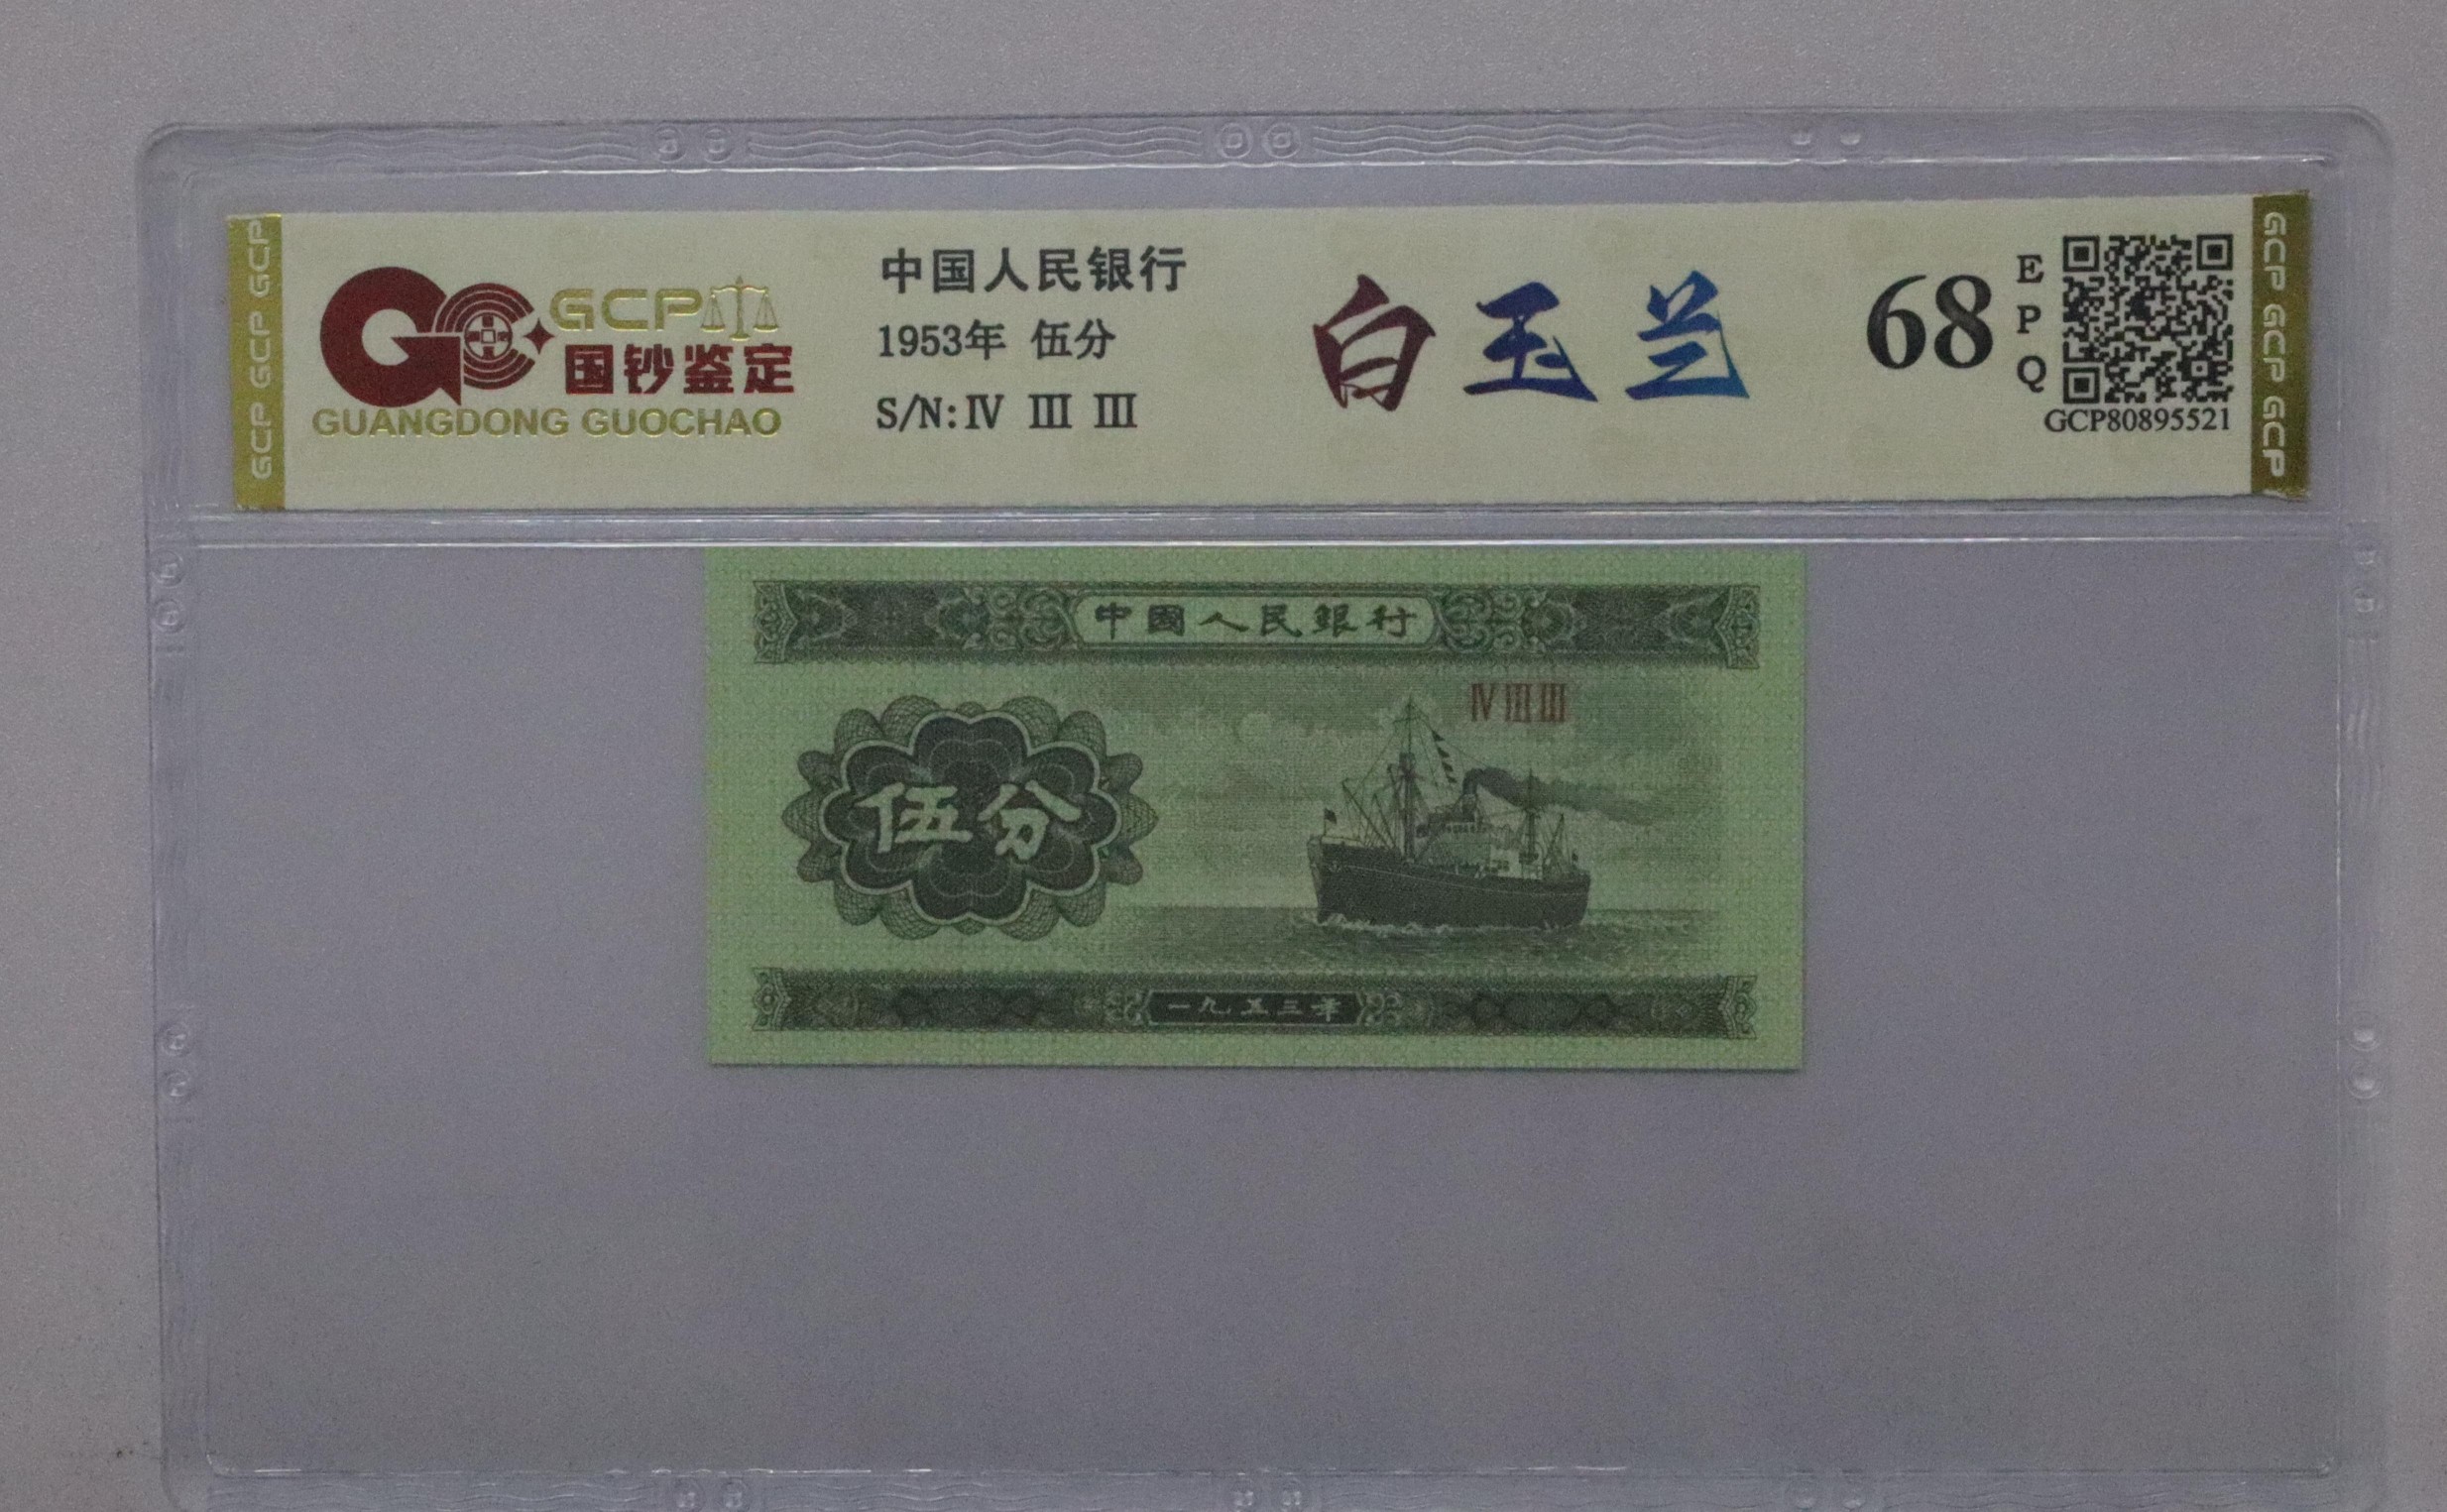 GCP GCP GCP
GCP
国钞鉴定
GUANGDONG GUOCHAO
中国人民银行
1953年 伍分
S/N:Ⅳ Ⅲ Ⅲ
白玉兰
68
EPQ
GCP80895521
GCP GCP GCP
中國人民銀行
Ⅳ Ⅲ Ⅲ
伍分
一九五三年